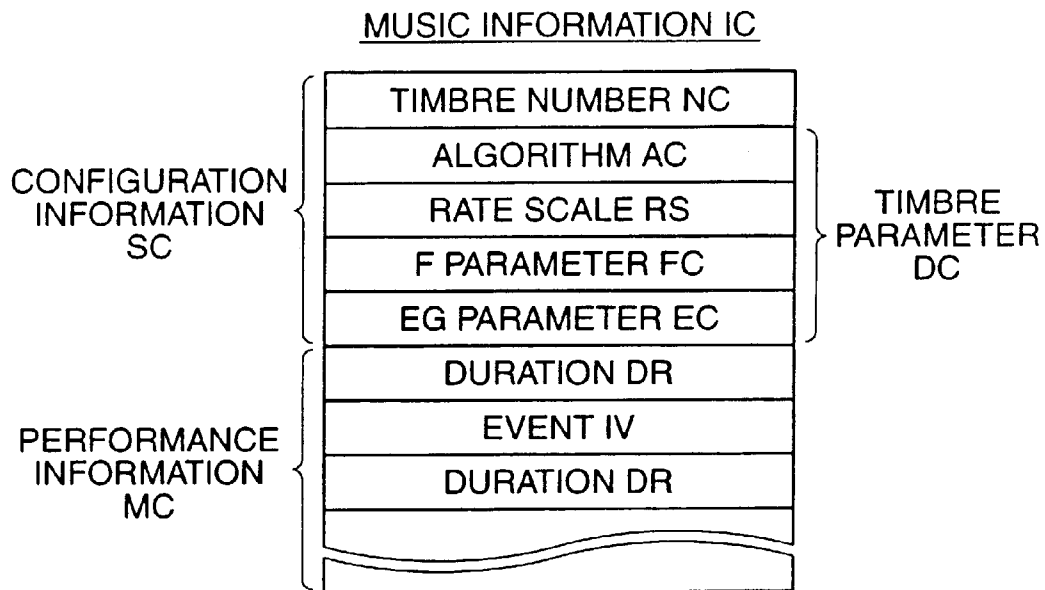 MUSIC INFORMATION IC
TIMBRE NUMBER NC
ALGORITHM AC
RATE SCALE RS
F PARAMETER FC
EG PARAMETER EC
DURATION DR
EVENT IV
DURATION DR
CONFIGURATION
INFORMATION
SC
PERFORMANCE
INFORMATION
MC
TIMBRE
PARAMETER
DC